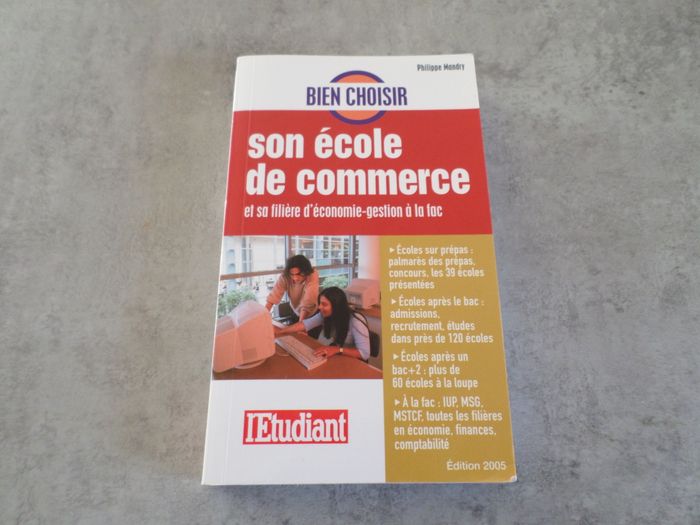 Philippe Mandry
BIEN CHOISIR
son école
de commerce
et sa filière d'économie-gestion à la fac
▸ Écoles sur prépas :
palmarès des prépas,
concours, les 39 écoles
présentées
▸ Écoles après le bac :
admissions,
recrutement, études
dans près de 120 écoles
▸ Écoles après un
bac+2 : plus de
60 écoles à la loupe
▸ À la fac : IUP, MSG,
MSTCF, toutes les filières
en économie, finances,
comptabilité
l'Etudiant
Édition 2005